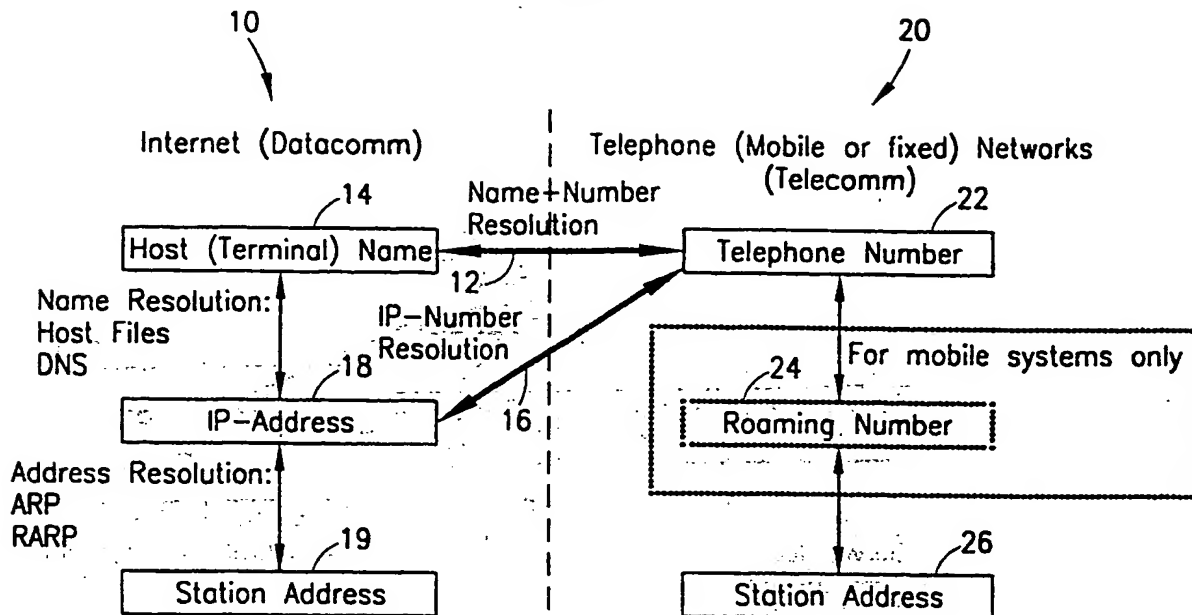 10
20
Internet (Datacomm)
Telephone (Mobile or fixed) Networks
(Telecomm)
Name+Number
Resolution
14
22
Host (Terminal) Name
Telephone Number
12
Name Resolution:
Host Files
DNS
IP-Number
Resolution
For mobile systems only
18
16
24
IP-Address
Roaming Number
Address Resolution:
ARP
RARP
19
26
Station Address
Station Address